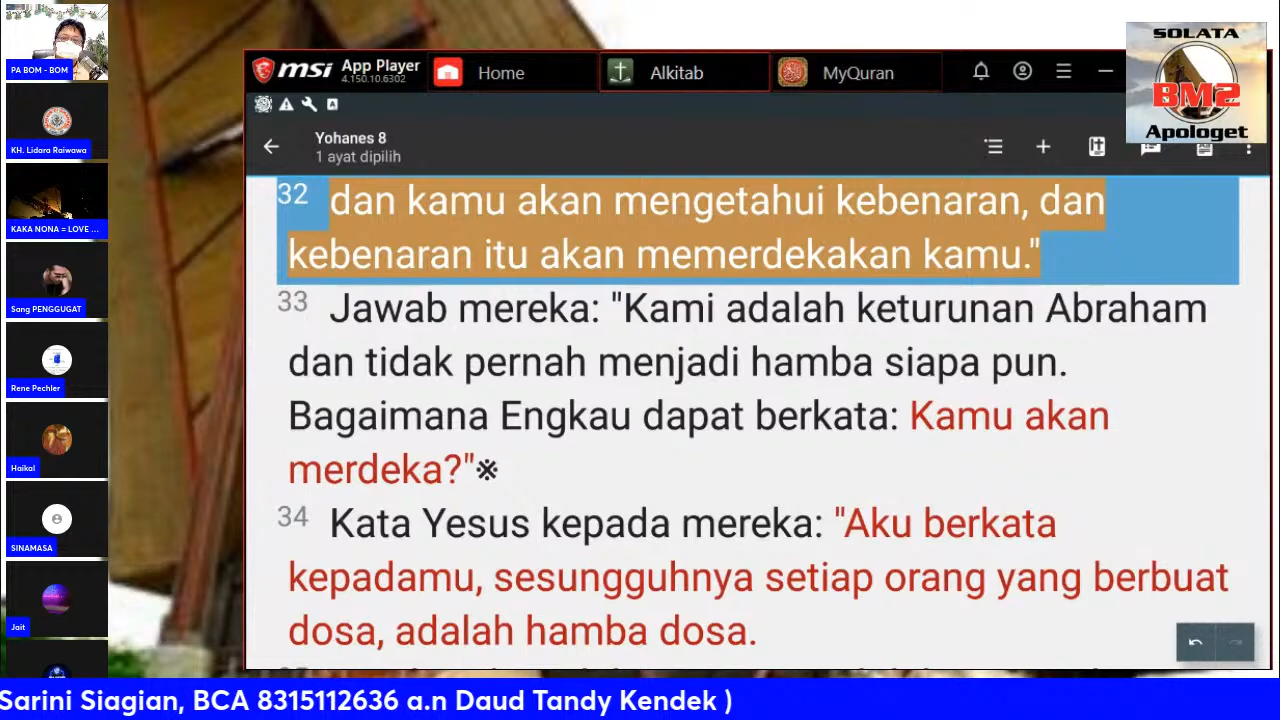 PA BOM - BOM
KH. Lidara Raiwawa
KAKA NONA = LOVE ...
Sang PENGGUGAT
Rene Pechler
Haikal
SINAMASA
Jait
msi App Player
4.150.10.6302
Home
Alkitab
MyQuran
SOLATA
BM2
Apologet
Yohanes 8
1 ayat dipilih
32 dan kamu akan mengetahui kebenaran, dan
kebenaran itu akan memerdekakan kamu."
33 Jawab mereka: "Kami adalah keturunan Abraham
dan tidak pernah menjadi hamba siapa pun.
Bagaimana Engkau dapat berkata: Kamu akan
merdeka?"※
34 Kata Yesus kepada mereka: "Aku berkata
kepadamu, sesungguhnya setiap orang yang berbuat
dosa, adalah hamba dosa.
Sarini Siagian, BCA 8315112636 a.n Daud Tandy Kendek )